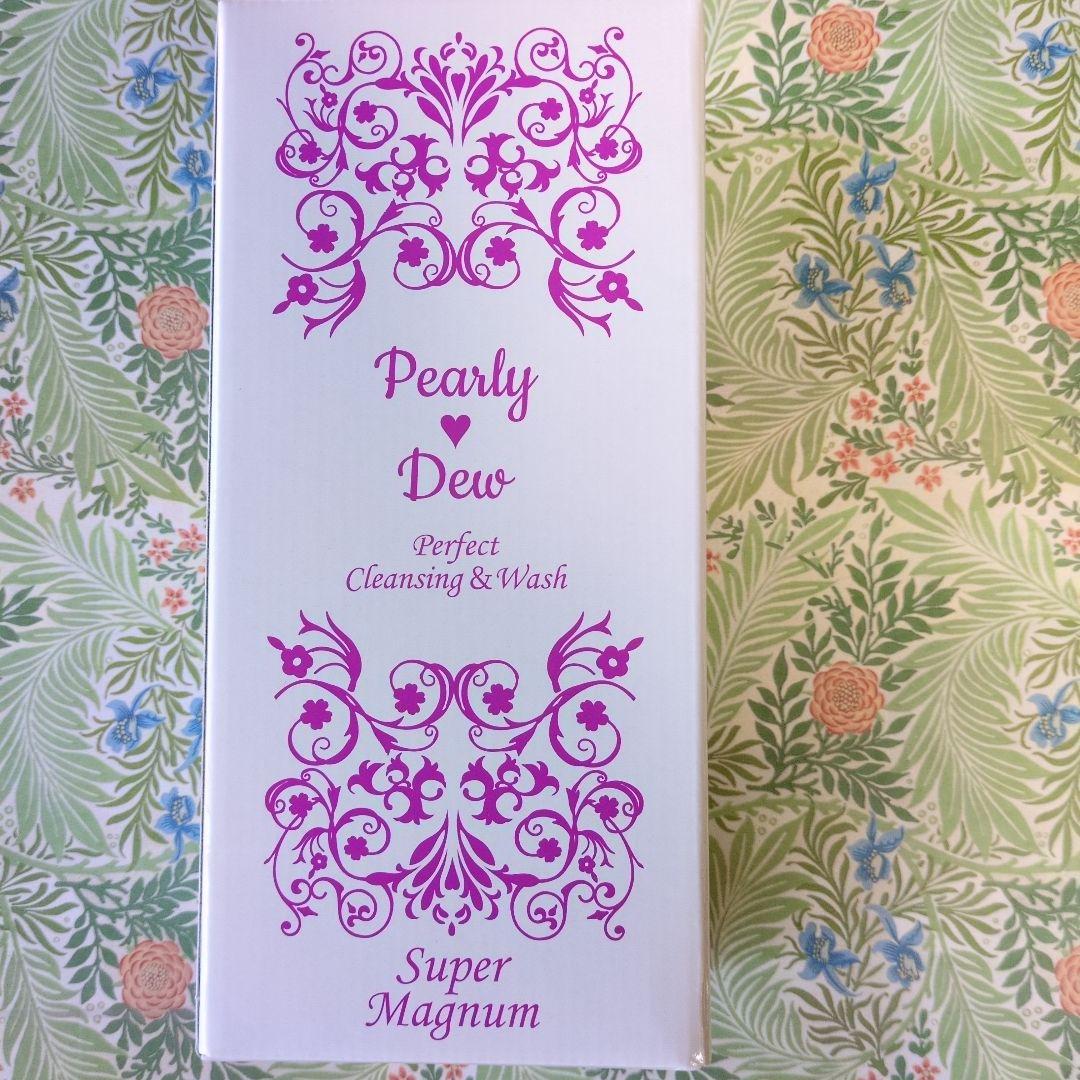 Pearly
Dew
Perfect
Cleansing & Wash
Super
Magnum